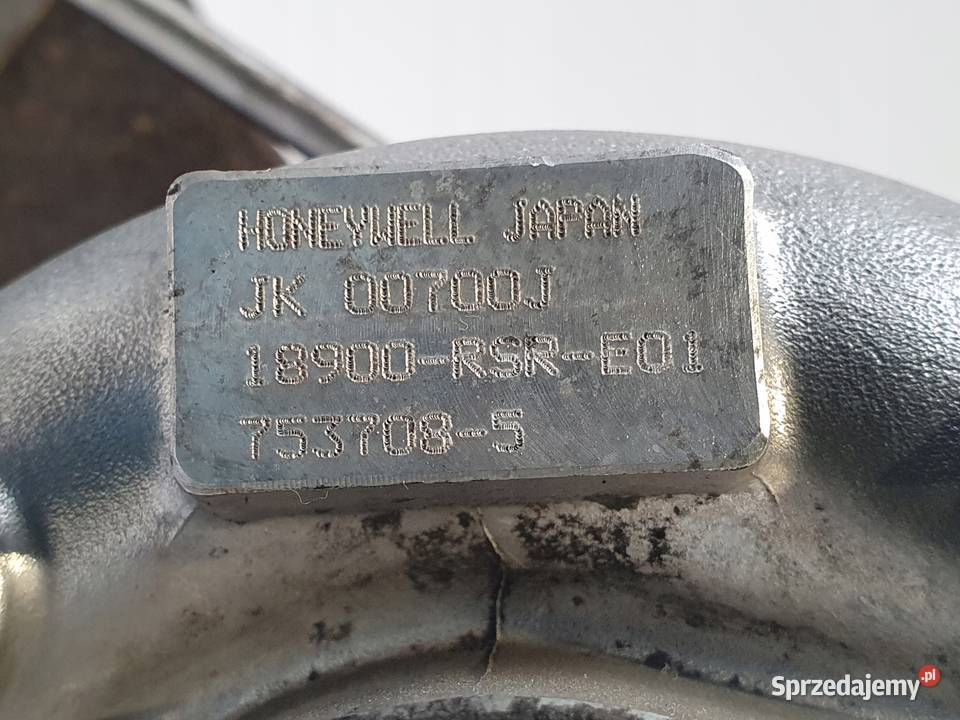 HONEYWELL JAPAN
JK 00700J
18900-RSR-E01
753708-5
Sprzedajemy.pl